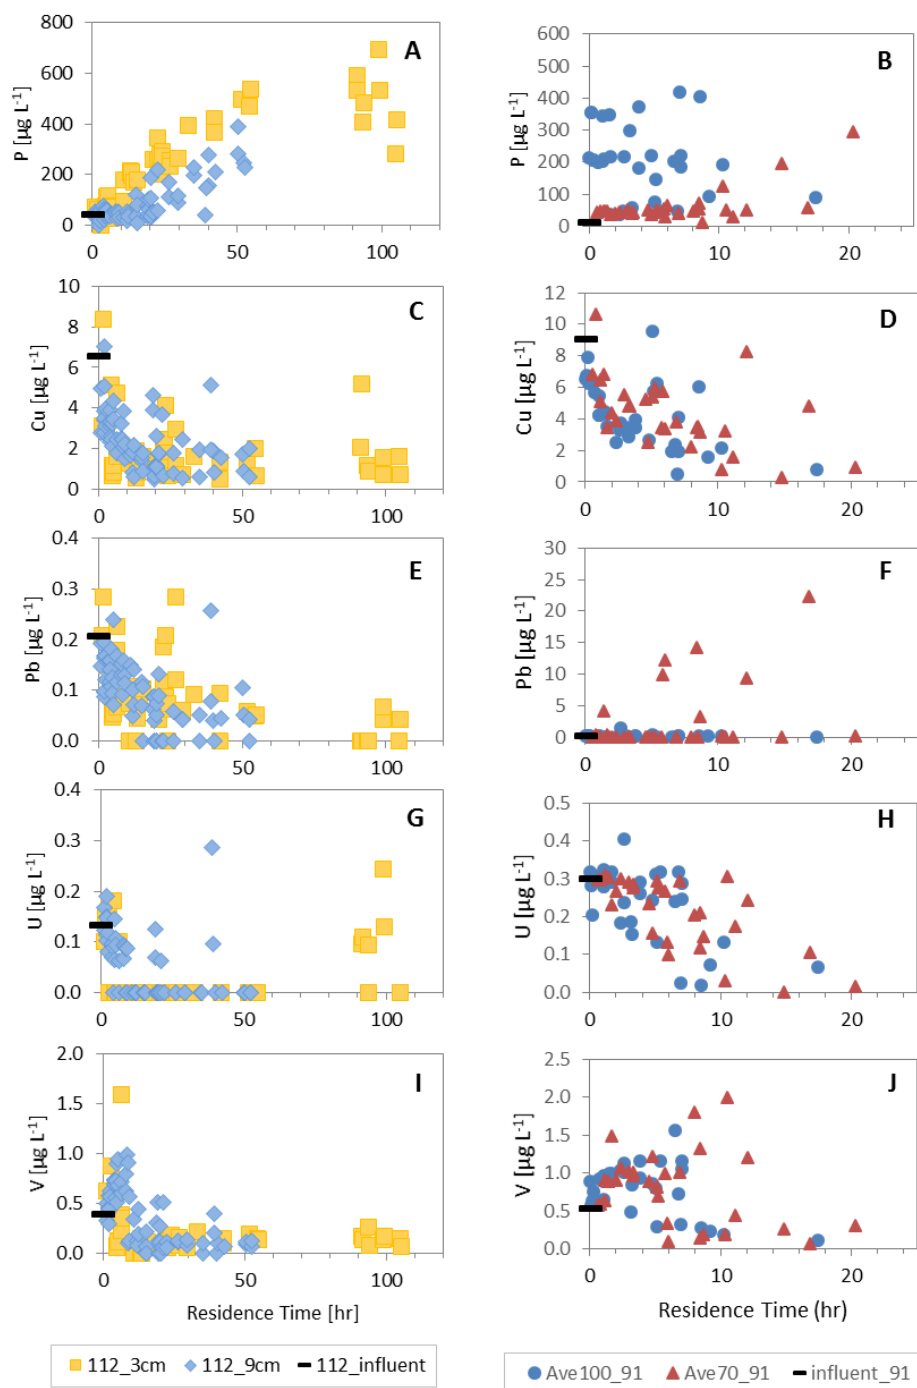 A
P [µg L-1]
800
600
400
200
0
0 50 100
B
P [µg L-1]
600
500
400
300
200
100
0
0 10 20
C
Cu [µg L-1]
10
8
6
4
2
0
0 50 100
D
Cu [µg L-1]
12
10
8
6
4
2
0
0 10 20
E
Pb [µg L-1]
0.4
0.3
0.2
0.1
0.0
0 50 100
F
Pb [µg L-1]
30
25
20
15
10
5
0
0 10 20
G
U [µg L-1]
0.3
0.2
0.1
0.0
0 50 100
H
U [µg L-1]
0.5
0.4
0.3
0.2
0.1
0.0
0 10 20
I
V [µg L-1]
2.0
1.5
1.0
0.5
0.0
0 50 100
Residence Time [hr]
J
V [µg L-1]
2.5
2.0
1.5
1.0
0.5
0.0
0 10 20
Residence Time (hr)
112_3cm 112_9cm 112_influent
Ave100_91 Ave70_91 influent_91